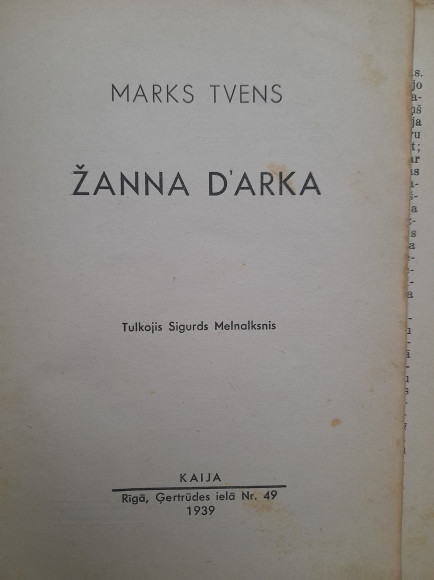 MARKS TVENS
ŽANNA D'ARKA
Tulkojis Sigurds Melnalksnis
KAIJA
Rīgā, Ģertrūdes ielā Nr. 49
1939